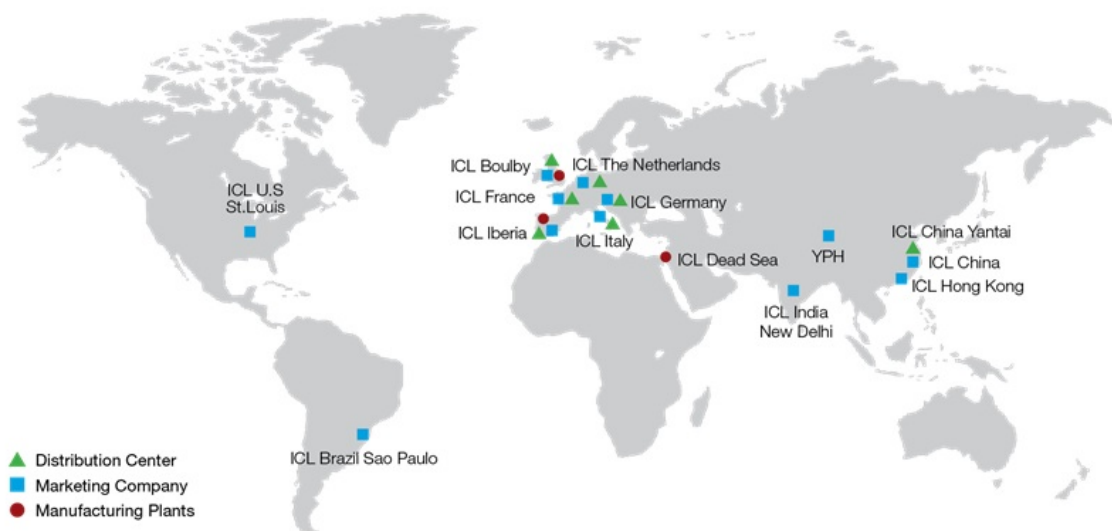 ICL U.S
St.Louis
ICL Boulby
ICL The Netherlands
ICL France
ICL Germany
ICL Iberia
ICL Italy
ICL Dead Sea
YPH
ICL China Yantai
ICL China
ICL Hong Kong
ICL India
New Delhi
ICL Brazil Sao Paulo
Distribution Center
Marketing Company
Manufacturing Plants